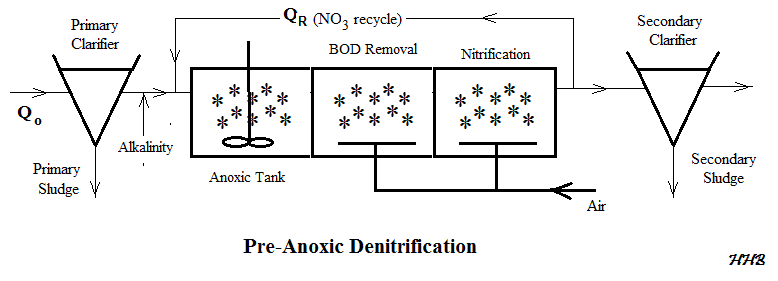 Primary
Clarifier
QR (NO3 recycle)
BOD Removal
Nitrification
Secondary
Clarifier
Qo
Alkalinity
Primary
Sludge
Anoxic Tank
Secondary
Sludge
Air
Pre-Anoxic Denitrification
HHB